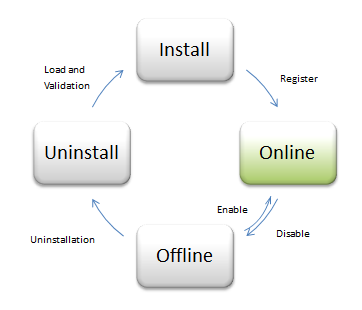 Install
Load and
Validation
Register
Uninstall
Online
Enable
Disable
Uninstallation
Offline